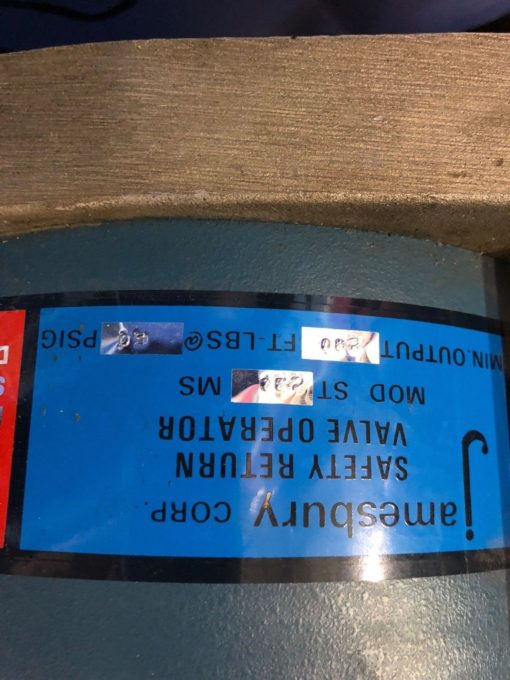 jamesbury CORP.
SAFETY RETURN
VALVE OPERATOR
MOD ST MS
MIN. OUTPUT FT-LBS@ PSIG